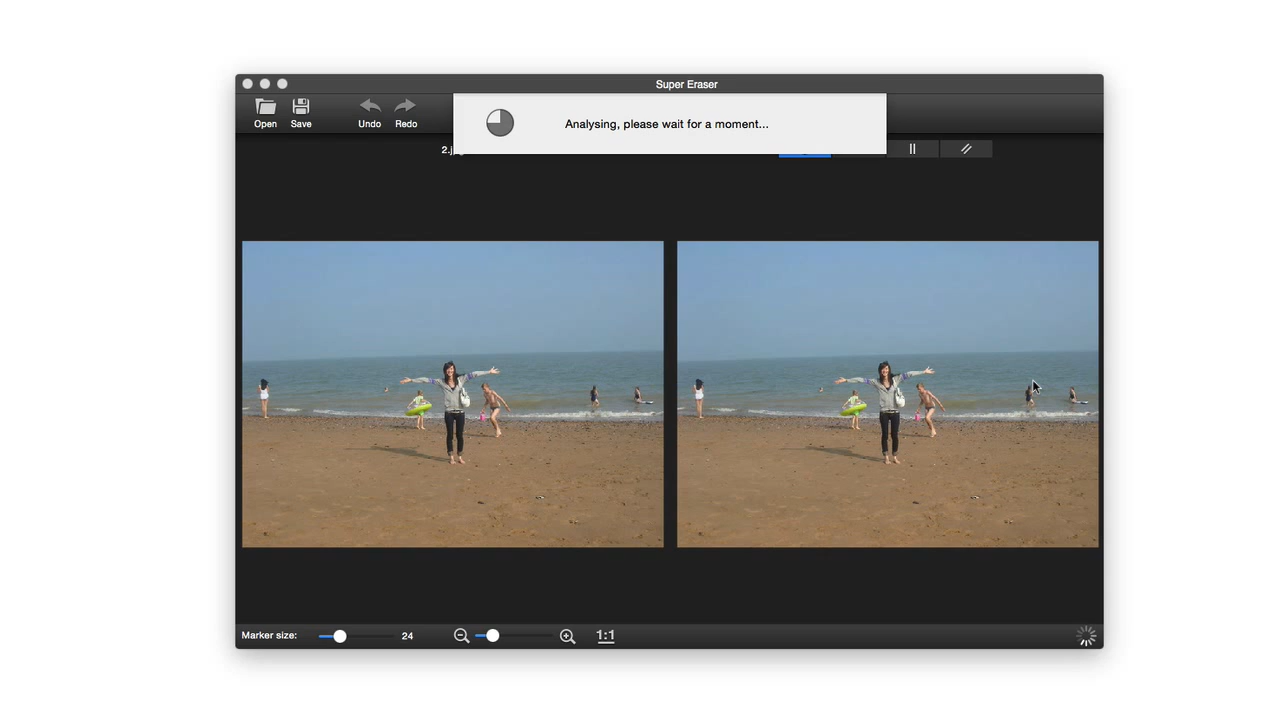 Super Eraser
Open Save Undo Redo
Analysing, please wait for a moment...
Marker size: 24 1:1